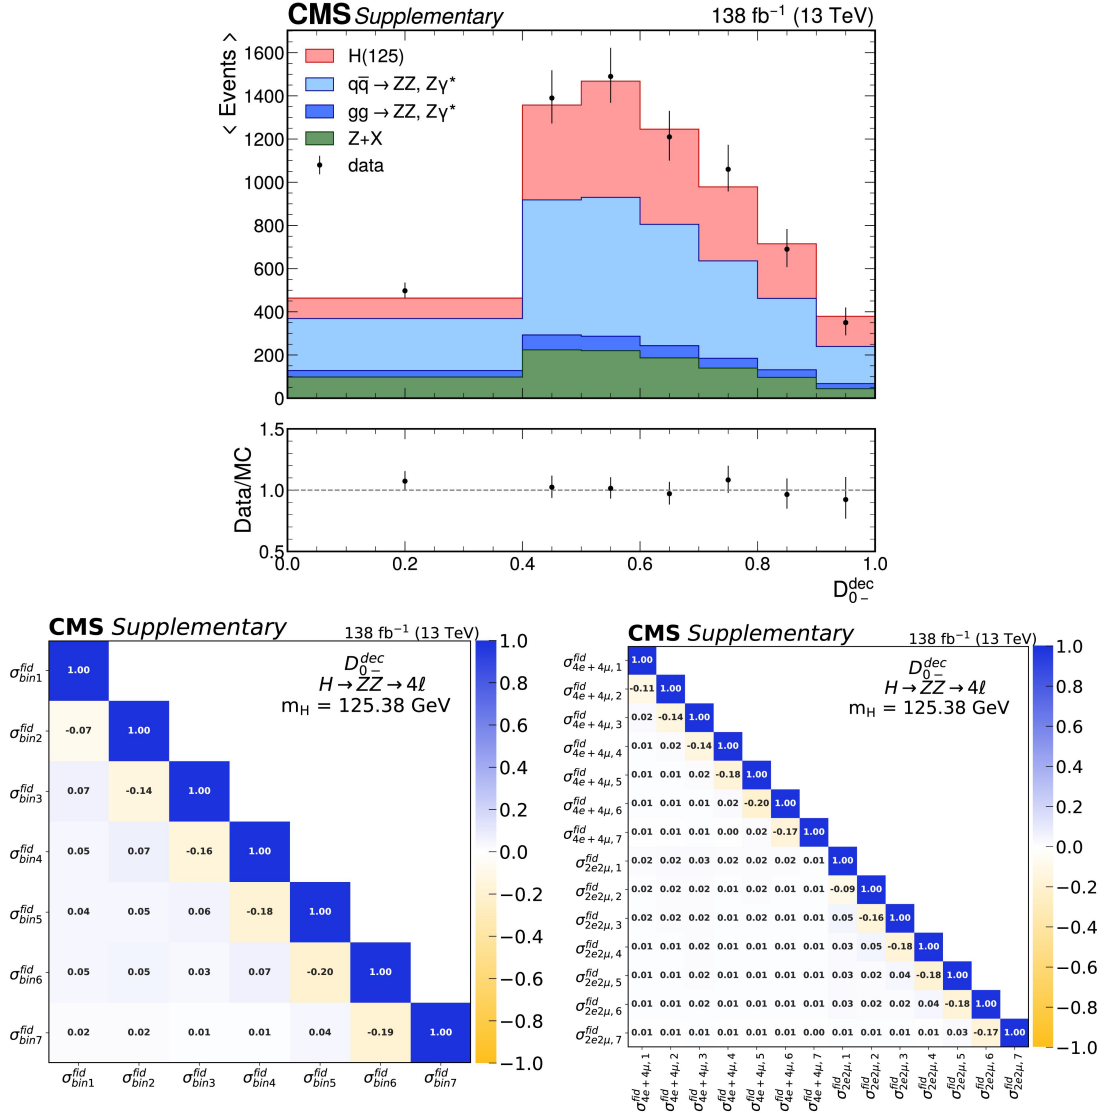 CMS Supplementary 138 fb⁻¹ (13 TeV)
< Events >
1600
1400
1200
1000
800
600
400
200
0
H(125)
qq̅ → ZZ, Zγ*
gg → ZZ, Zγ*
Z+X
data
Data/MC
1.5
1.0
0.5
0.0 0.2 0.4 0.6 0.8 1.0
D₀₋^dec
CMS Supplementary 138 fb⁻¹ (13 TeV)
D₀₋^dec
H → ZZ → 4ℓ
m_H = 125.38 GeV
σ^fid_bin1 1.00
σ^fid_bin2 -0.07 1.00
σ^fid_bin3 0.07 -0.14 1.00
σ^fid_bin4 0.05 0.07 -0.16 1.00
σ^fid_bin5 0.04 0.05 0.06 -0.18 1.00
σ^fid_bin6 0.05 0.05 0.03 0.07 -0.20 1.00
σ^fid_bin7 0.02 0.02 0.01 0.01 0.04 -0.19 1.00
σ^fid_bin1 σ^fid_bin2 σ^fid_bin3 σ^fid_bin4 σ^fid_bin5 σ^fid_bin6 σ^fid_bin7
1.0
0.8
0.6
0.4
0.2
0.0
−0.2
−0.4
−0.6
−0.8
−1.0
CMS Supplementary 138 fb⁻¹ (13 TeV)
D₀₋^dec
H → ZZ → 4ℓ
m_H = 125.38 GeV
σ^fid_4e+4μ,1 1.00
σ^fid_4e+4μ,2 -0.11 1.00
σ^fid_4e+4μ,3 0.02 -0.14 1.00
σ^fid_4e+4μ,4 0.01 0.02 -0.14 1.00
σ^fid_4e+4μ,5 0.01 0.01 0.02 -0.18 1.00
σ^fid_4e+4μ,6 0.01 0.01 0.01 0.02 -0.20 1.00
σ^fid_4e+4μ,7 0.01 0.01 0.01 0.00 0.02 -0.17 1.00
σ^fid_2e2μ,1 0.02 0.02 0.03 0.02 0.02 0.02 0.01 1.00
σ^fid_2e2μ,2 0.02 0.02 0.02 0.02 0.01 0.01 0.01 -0.09 1.00
σ^fid_2e2μ,3 0.02 0.02 0.02 0.02 0.01 0.01 0.01 0.05 -0.16 1.00
σ^fid_2e2μ,4 0.01 0.01 0.02 0.01 0.01 0.01 0.01 0.03 0.05 -0.18 1.00
σ^fid_2e2μ,5 0.01 0.01 0.02 0.01 0.01 0.01 0.01 0.03 0.02 0.04 -0.18 1.00
σ^fid_2e2μ,6 0.01 0.01 0.02 0.01 0.01 0.01 0.01 0.03 0.02 0.02 0.04 -0.18 1.00
σ^fid_2e2μ,7 0.01 0.01 0.01 0.01 0.01 0.01 0.00 0.01 0.01 0.01 0.01 0.03 -0.17 1.00
σ^fid_4e+4μ,1 σ^fid_4e+4μ,2 σ^fid_4e+4μ,3 σ^fid_4e+4μ,4 σ^fid_4e+4μ,5 σ^fid_4e+4μ,6 σ^fid_4e+4μ,7 σ^fid_2e2μ,1 σ^fid_2e2μ,2 σ^fid_2e2μ,3 σ^fid_2e2μ,4 σ^fid_2e2μ,5 σ^fid_2e2μ,6 σ^fid_2e2μ,7
1.0
0.8
0.6
0.4
0.2
0.0
−0.2
−0.4
−0.6
−0.8
−1.0